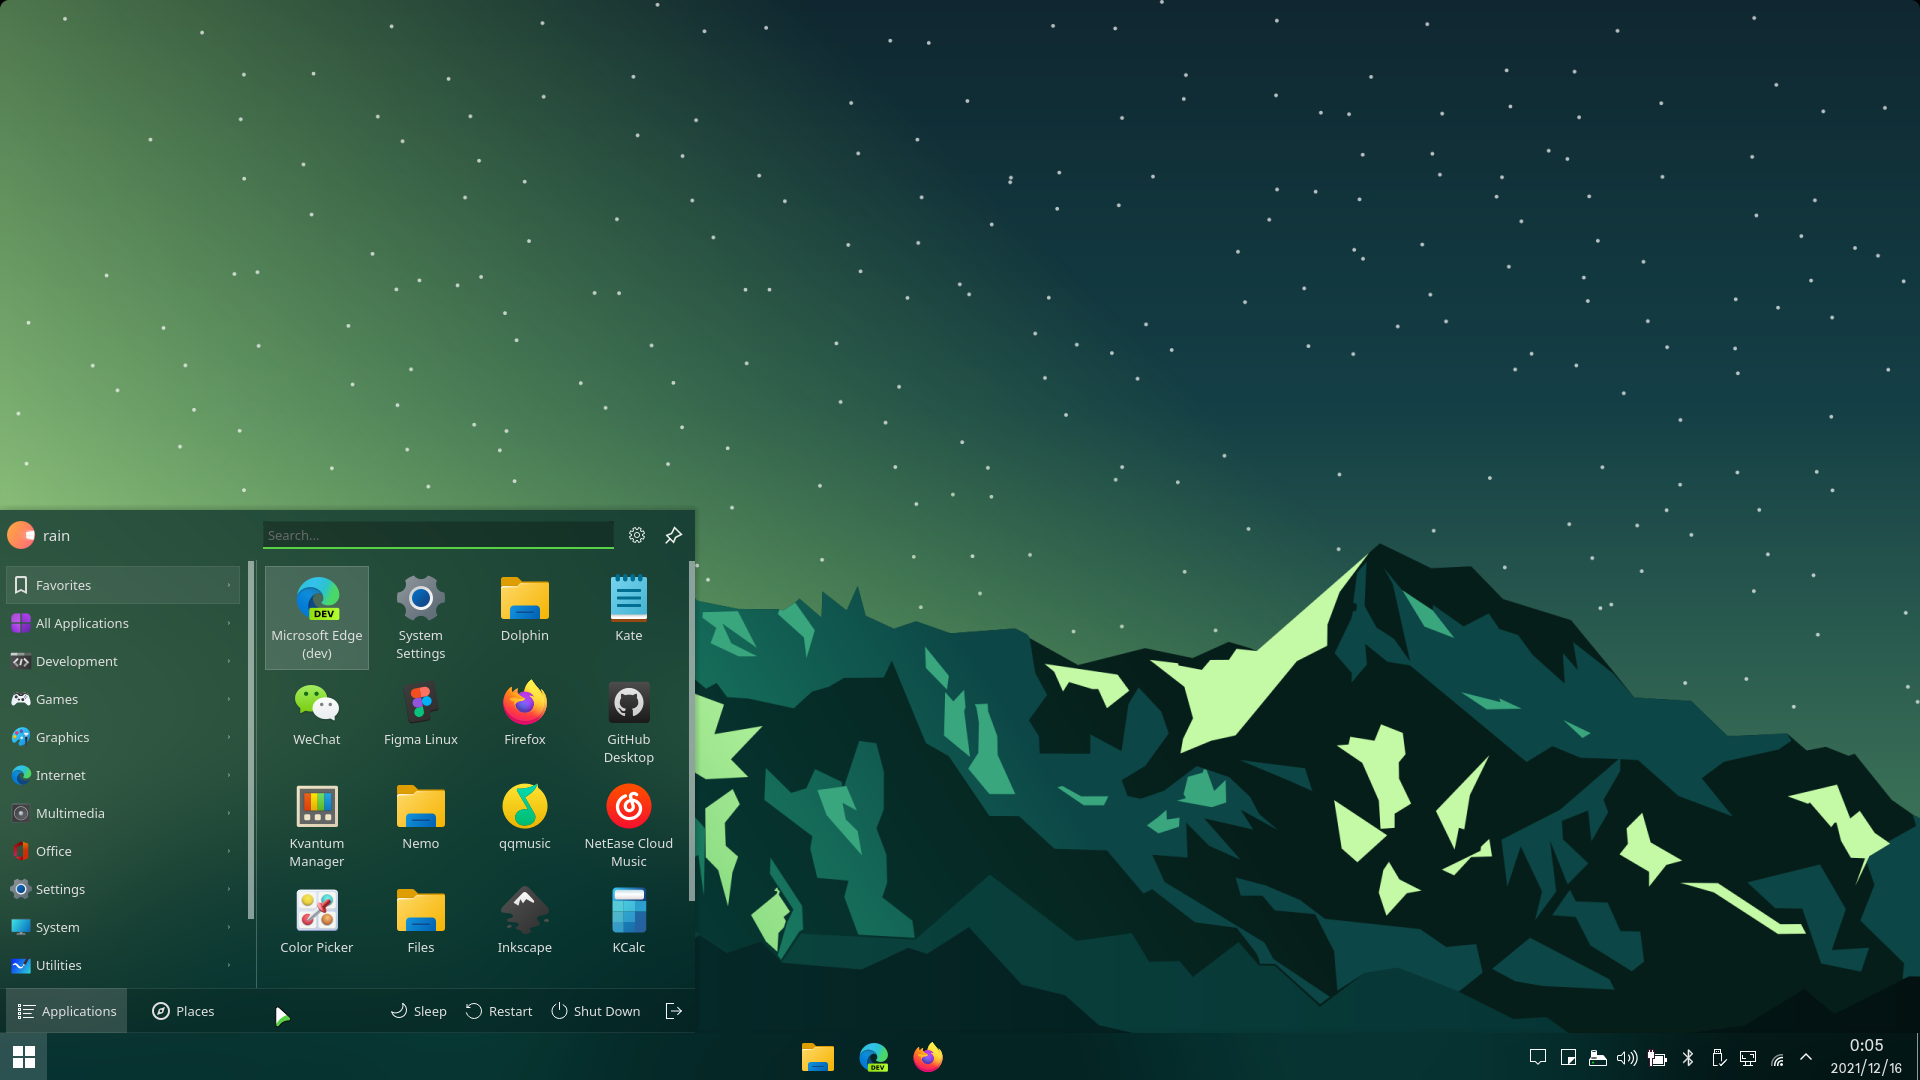 rain
Search...
Favorites
All Applications
Development
Games
Graphics
Internet
Multimedia
Office
Settings
System
Utilities
DEV
Microsoft Edge
(dev)
System
Settings
Dolphin
Kate
WeChat
Figma Linux
Firefox
GitHub
Desktop
Kvantum
Manager
Nemo
qqmusic
NetEase Cloud
Music
Color Picker
Files
Inkscape
KCalc
Applications
Places
Sleep
Restart
Shut Down
DEV
0:05
2021/12/16